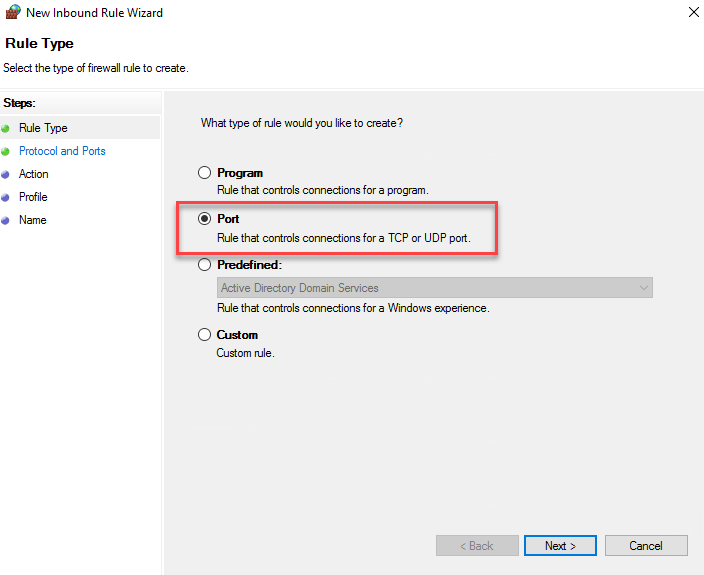 New Inbound Rule Wizard
Rule Type
Select the type of firewall rule to create.
Steps:
Rule Type
Protocol and Ports
Action
Profile
Name
What type of rule would you like to create?
Program
Rule that controls connections for a program.
Port
Rule that controls connections for a TCP or UDP port.
Predefined:
Active Directory Domain Services
Rule that controls connections for a Windows experience.
Custom
Custom rule.
< Back
Next >
Cancel